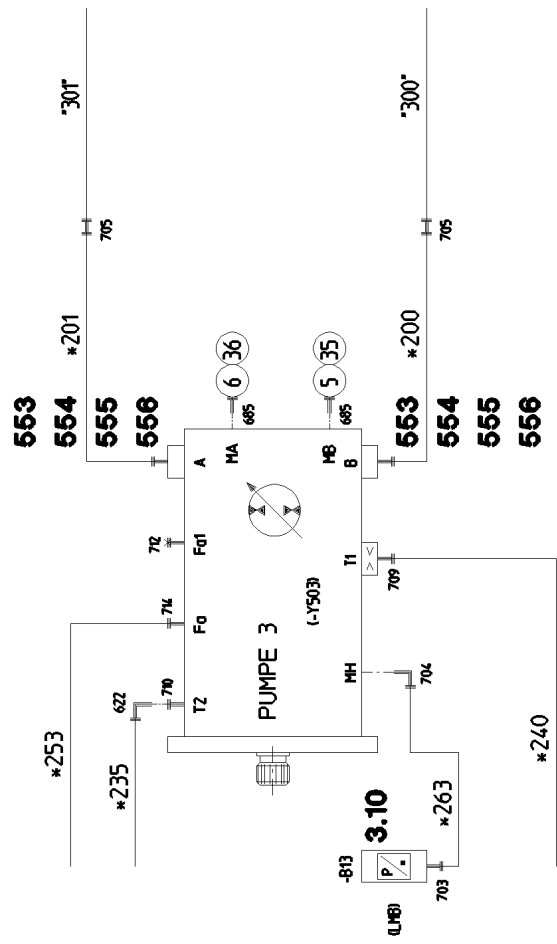 "301"
"300"
705
705
*201
*200
553
554
555
556
553
554
555
556
6
36
5
35
685
685
A
MA
MB
B
712
Fa1
T1
709
714
Fa
PUMPE 3
(-Y503)
MH
704
622
710
T2
*253
*235
*240
*263
3.10
-B13
P
703
(LMB)